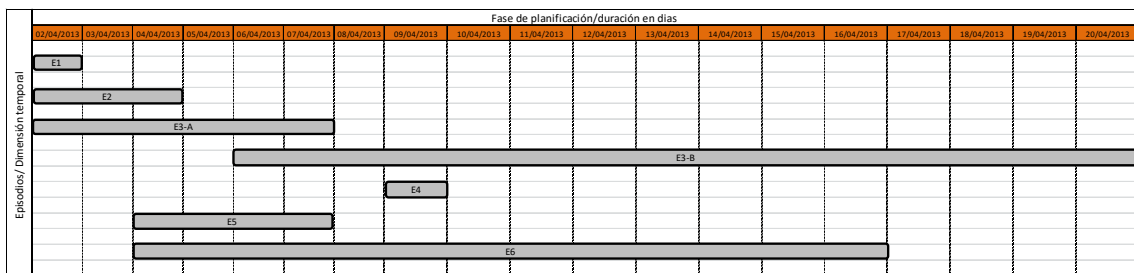 Fase de planificación/duración en dias
02/04/2013 03/04/2013 04/04/2013 05/04/2013 06/04/2013 07/04/2013 08/04/2013 09/04/2013 10/04/2013 11/04/2013 12/04/2013 13/04/2013 14/04/2013 15/04/2013 16/04/2013 17/04/2013 18/04/2013 19/04/2013 20/04/2013
Episodios/ Dimensión temporal
E1
E2
E3-A
E3-B
E4
E5
E6